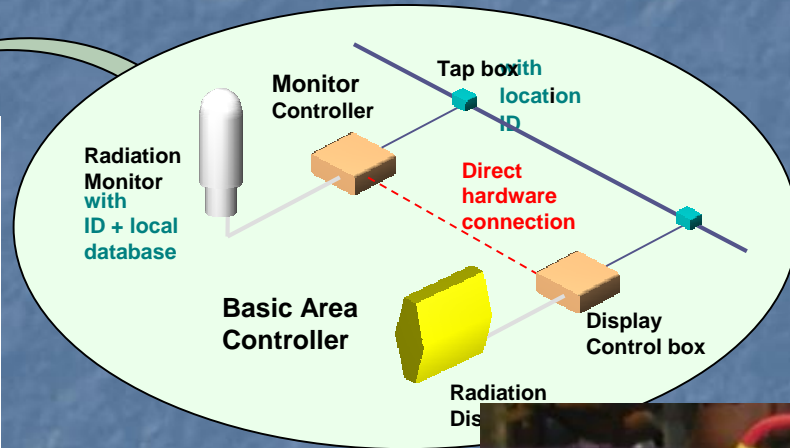 Tap box with
location
ID
Monitor
Controller
Radiation
Monitor
with
ID + local
database
Direct
hardware
connection
Basic Area
Controller
Display
Control box
Radiation